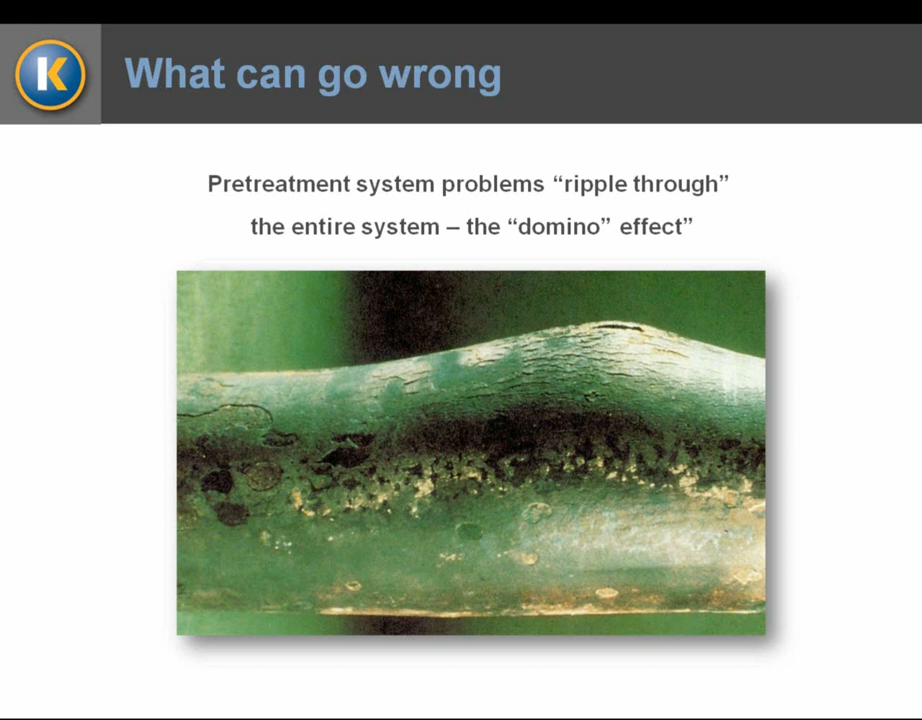 K
What can go wrong
Pretreatment system problems “ripple through”
the entire system – the “domino” effect”